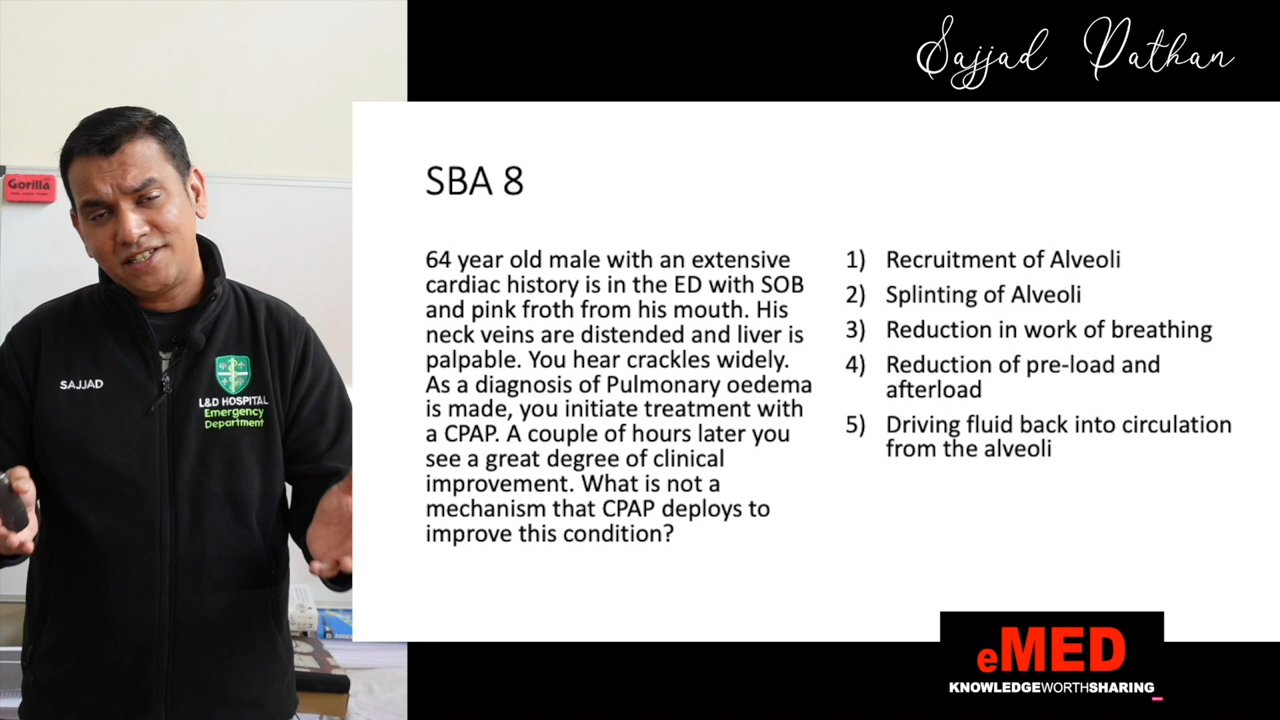 Sajjad Pathan
Gorilla
SBA 8
64 year old male with an extensive
cardiac history is in the ED with SOB
and pink froth from his mouth. His
neck veins are distended and liver is
palpable. You hear crackles widely.
As a diagnosis of Pulmonary oedema
is made, you initiate treatment with
a CPAP. A couple of hours later you
see a great degree of clinical
improvement. What is not a
mechanism that CPAP deploys to
improve this condition?
1) Recruitment of Alveoli
2) Splinting of Alveoli
3) Reduction in work of breathing
4) Reduction of pre-load and
afterload
5) Driving fluid back into circulation
from the alveoli
SAJJAD
L&D HOSPITAL
Emergency
Department
eMED
KNOWLEDGEWORTHSHARING